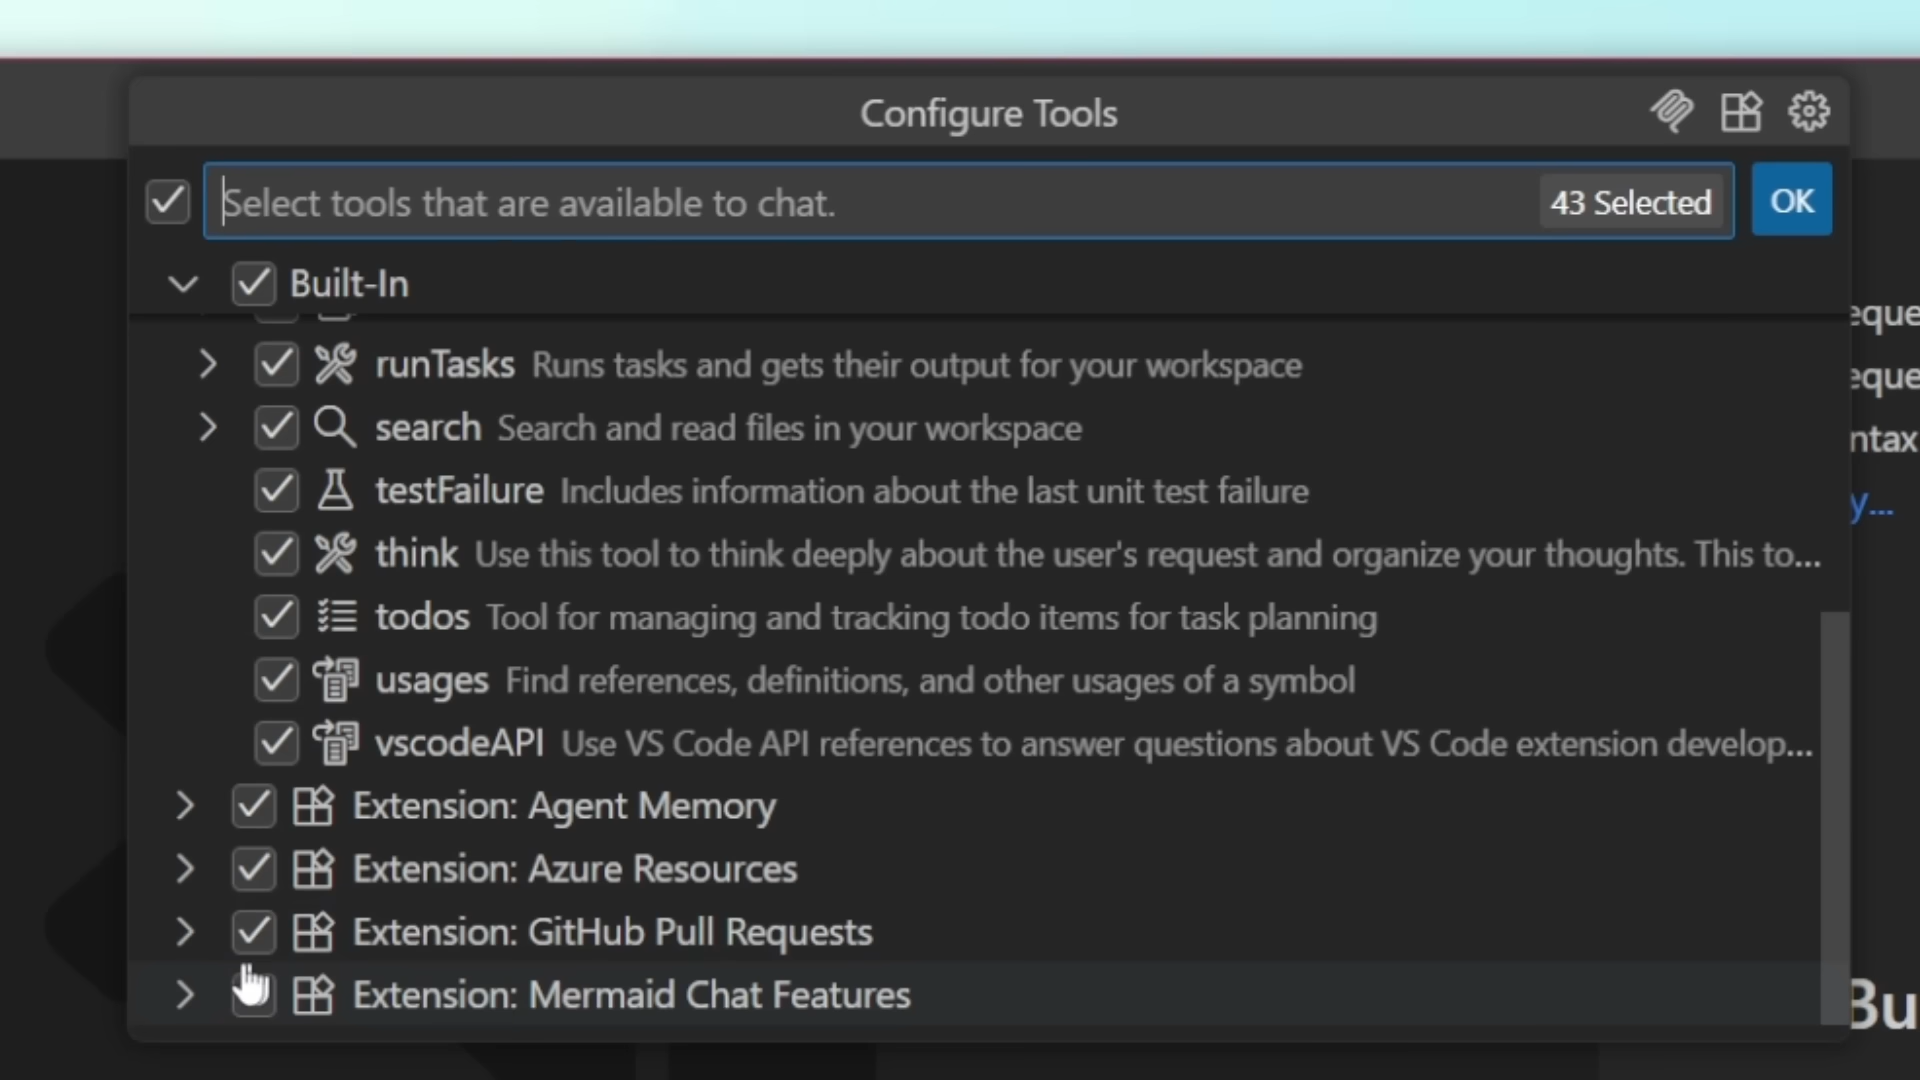 Configure Tools
Select tools that are available to chat.
43 Selected
OK
Built-In
runTasks Runs tasks and gets their output for your workspace
search Search and read files in your workspace
testFailure Includes information about the last unit test failure
think Use this tool to think deeply about the user's request and organize your thoughts. This to...
todos Tool for managing and tracking todo items for task planning
usages Find references, definitions, and other usages of a symbol
vscodeAPI Use VS Code API references to answer questions about VS Code extension develop...
Extension: Agent Memory
Extension: Azure Resources
Extension: GitHub Pull Requests
Extension: Mermaid Chat Features
eque
eque
ntax
y...
Bu